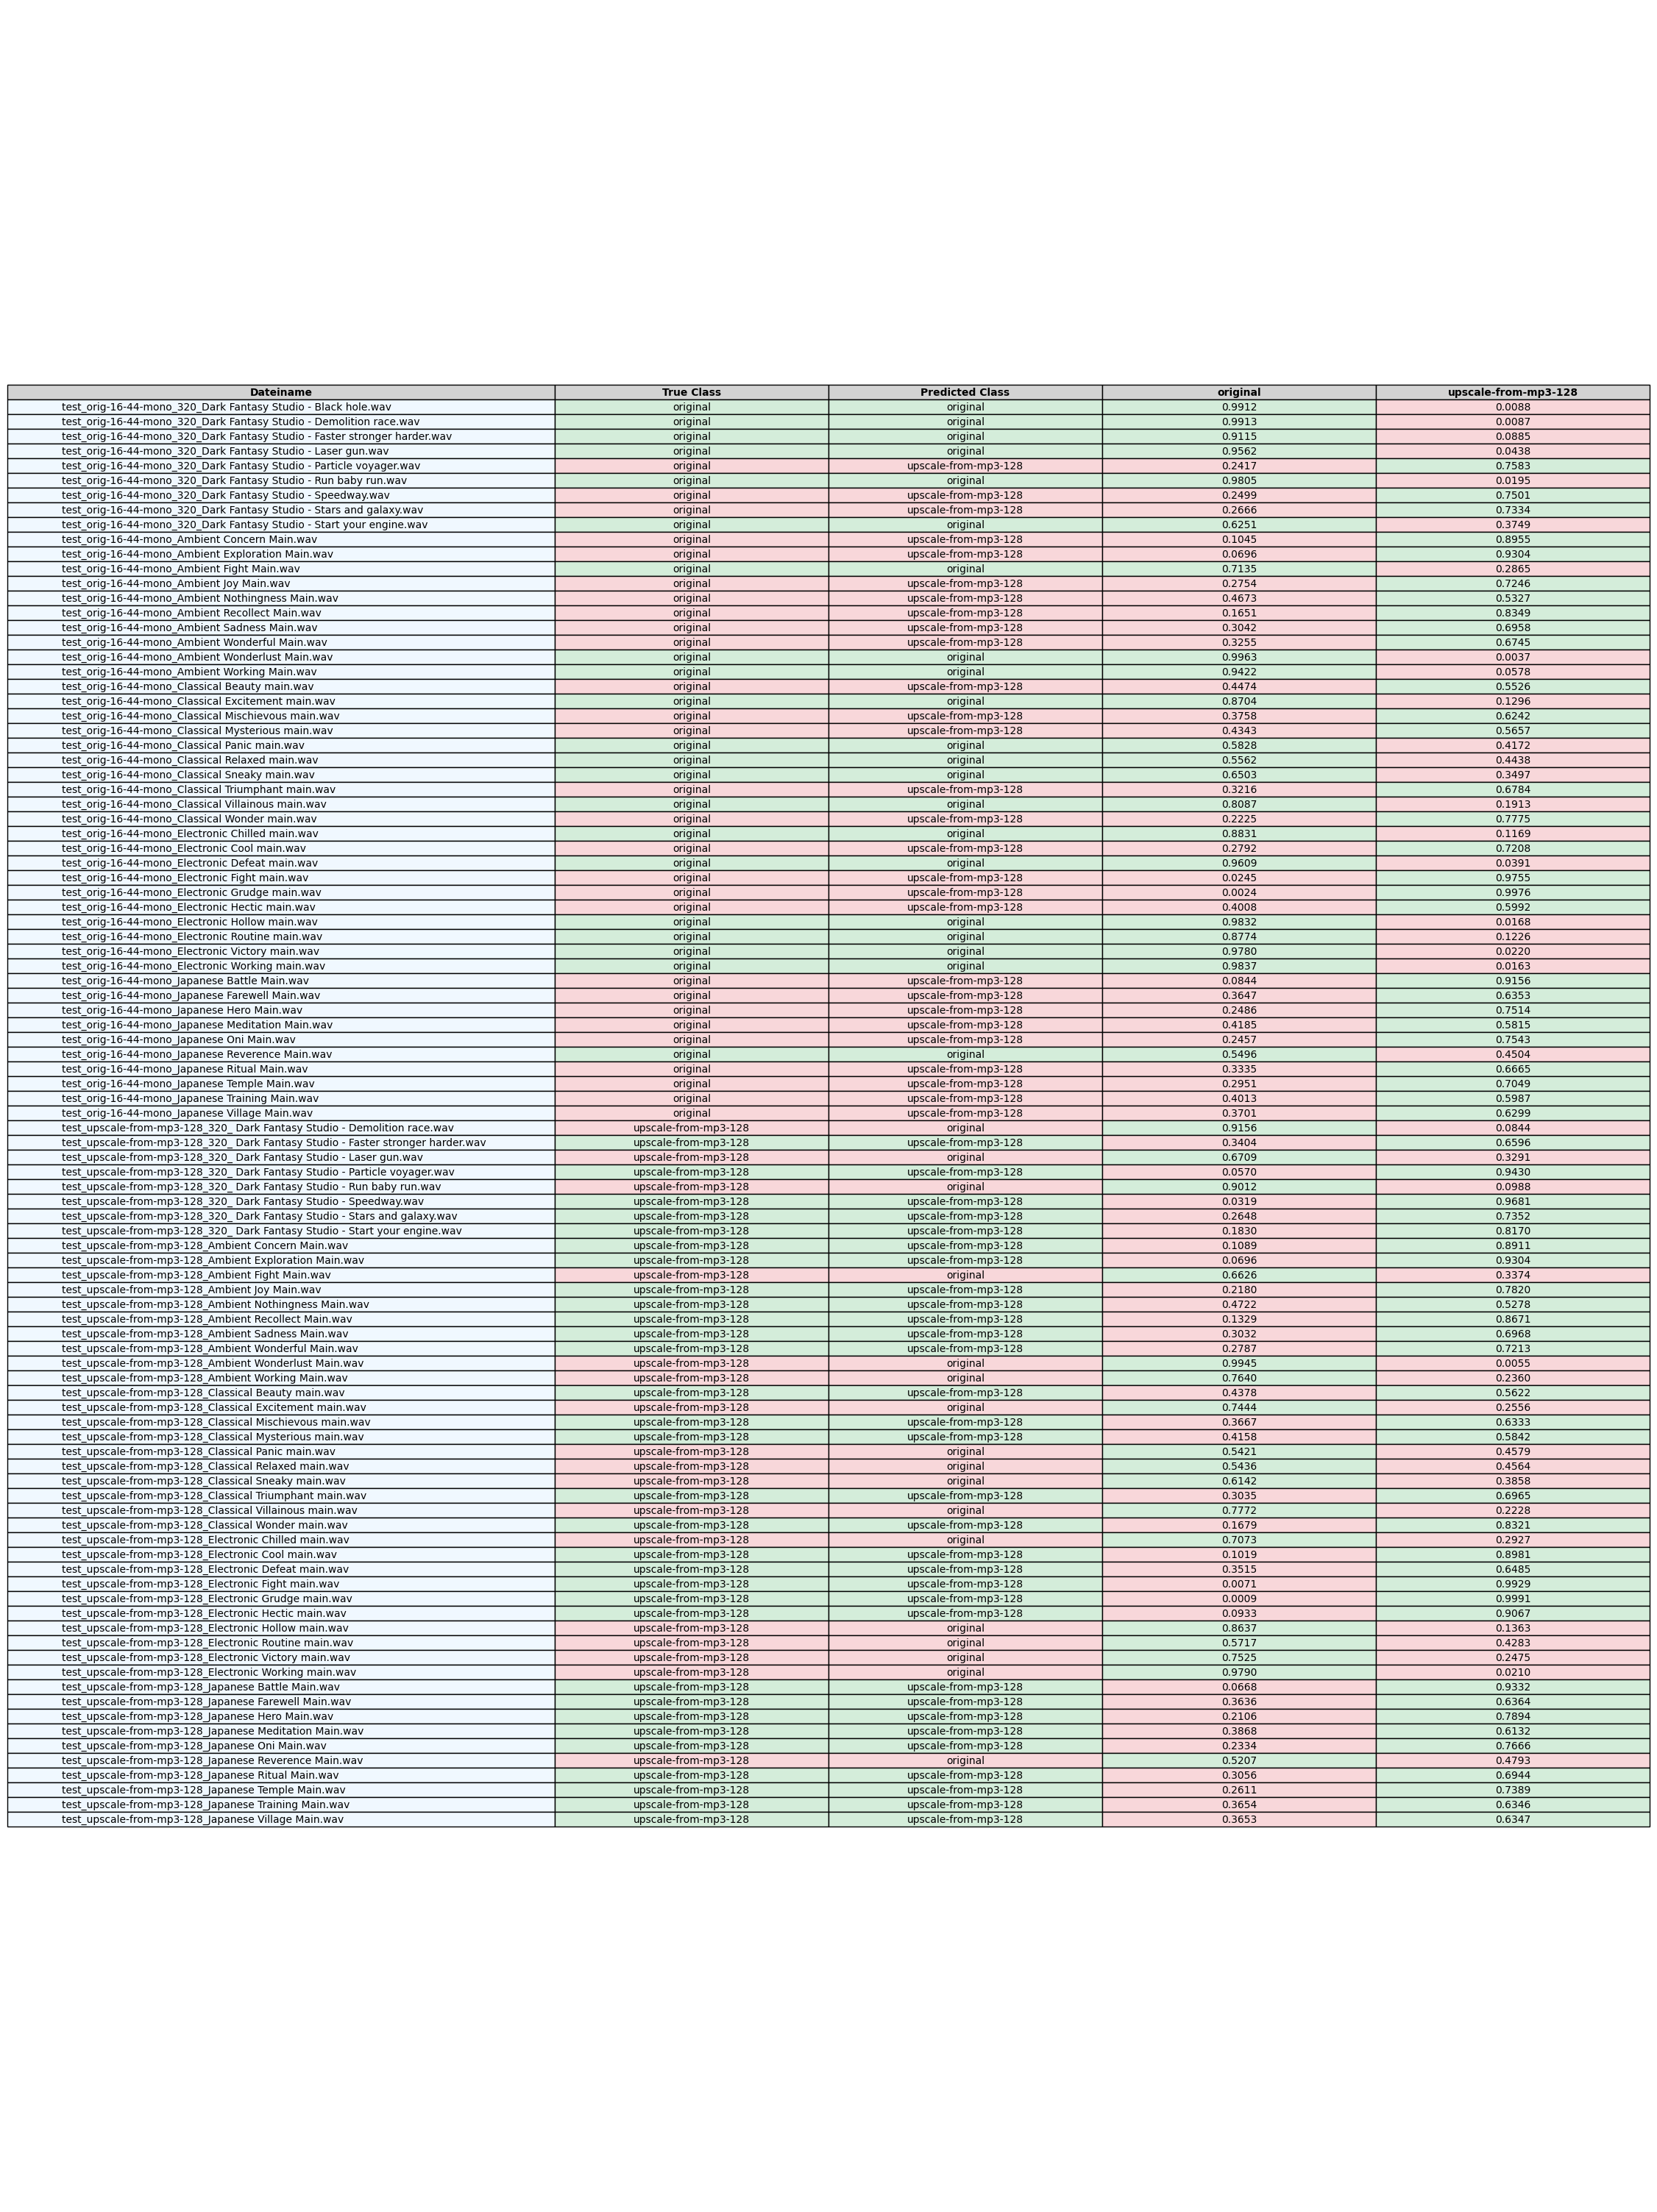 Dateiname True Class Predicted Class original upscale-from-mp3-128
test_orig-16-44-mono_320_Dark Fantasy Studio - Black hole.wav original original 0.9912 0.0088
test_orig-16-44-mono_320_Dark Fantasy Studio - Demolition race.wav original original 0.9913 0.0087
test_orig-16-44-mono_320_Dark Fantasy Studio - Faster stronger harder.wav original original 0.9115 0.0885
test_orig-16-44-mono_320_Dark Fantasy Studio - Laser gun.wav original original 0.9562 0.0438
test_orig-16-44-mono_320_Dark Fantasy Studio - Particle voyager.wav original upscale-from-mp3-128 0.2417 0.7583
test_orig-16-44-mono_320_Dark Fantasy Studio - Run baby run.wav original original 0.9805 0.0195
test_orig-16-44-mono_320_Dark Fantasy Studio - Speedway.wav original upscale-from-mp3-128 0.2499 0.7501
test_orig-16-44-mono_320_Dark Fantasy Studio - Stars and galaxy.wav original upscale-from-mp3-128 0.2666 0.7334
test_orig-16-44-mono_320_Dark Fantasy Studio - Start your engine.wav original original 0.6251 0.3749
test_orig-16-44-mono_Ambient Concern Main.wav original upscale-from-mp3-128 0.1045 0.8955
test_orig-16-44-mono_Ambient Exploration Main.wav original upscale-from-mp3-128 0.0696 0.9304
test_orig-16-44-mono_Ambient Fight Main.wav original original 0.7135 0.2865
test_orig-16-44-mono_Ambient Joy Main.wav original upscale-from-mp3-128 0.2754 0.7246
test_orig-16-44-mono_Ambient Nothingness Main.wav original upscale-from-mp3-128 0.4673 0.5327
test_orig-16-44-mono_Ambient Recollect Main.wav original upscale-from-mp3-128 0.1651 0.8349
test_orig-16-44-mono_Ambient Sadness Main.wav original upscale-from-mp3-128 0.3042 0.6958
test_orig-16-44-mono_Ambient Wonderful Main.wav original upscale-from-mp3-128 0.3255 0.6745
test_orig-16-44-mono_Ambient Wonderlust Main.wav original original 0.9963 0.0037
test_orig-16-44-mono_Ambient Working Main.wav original original 0.9422 0.0578
test_orig-16-44-mono_Classical Beauty main.wav original upscale-from-mp3-128 0.4474 0.5526
test_orig-16-44-mono_Classical Excitement main.wav original original 0.8704 0.1296
test_orig-16-44-mono_Classical Mischievous main.wav original upscale-from-mp3-128 0.3758 0.6242
test_orig-16-44-mono_Classical Mysterious main.wav original upscale-from-mp3-128 0.4343 0.5657
test_orig-16-44-mono_Classical Panic main.wav original original 0.5828 0.4172
test_orig-16-44-mono_Classical Relaxed main.wav original original 0.5562 0.4438
test_orig-16-44-mono_Classical Sneaky main.wav original original 0.6503 0.3497
test_orig-16-44-mono_Classical Triumphant main.wav original upscale-from-mp3-128 0.3216 0.6784
test_orig-16-44-mono_Classical Villainous main.wav original original 0.8087 0.1913
test_orig-16-44-mono_Classical Wonder main.wav original upscale-from-mp3-128 0.2225 0.7775
test_orig-16-44-mono_Electronic Chilled main.wav original original 0.8831 0.1169
test_orig-16-44-mono_Electronic Cool main.wav original upscale-from-mp3-128 0.2792 0.7208
test_orig-16-44-mono_Electronic Defeat main.wav original original 0.9609 0.0391
test_orig-16-44-mono_Electronic Fight main.wav original upscale-from-mp3-128 0.0245 0.9755
test_orig-16-44-mono_Electronic Grudge main.wav original upscale-from-mp3-128 0.0024 0.9976
test_orig-16-44-mono_Electronic Hectic main.wav original upscale-from-mp3-128 0.4008 0.5992
test_orig-16-44-mono_Electronic Hollow main.wav original original 0.9832 0.0168
test_orig-16-44-mono_Electronic Routine main.wav original original 0.8774 0.1226
test_orig-16-44-mono_Electronic Victory main.wav original original 0.9780 0.0220
test_orig-16-44-mono_Electronic Working main.wav original original 0.9837 0.0163
test_orig-16-44-mono_Japanese Battle Main.wav original upscale-from-mp3-128 0.0844 0.9156
test_orig-16-44-mono_Japanese Farewell Main.wav original upscale-from-mp3-128 0.3647 0.6353
test_orig-16-44-mono_Japanese Hero Main.wav original upscale-from-mp3-128 0.2486 0.7514
test_orig-16-44-mono_Japanese Meditation Main.wav original upscale-from-mp3-128 0.4185 0.5815
test_orig-16-44-mono_Japanese Oni Main.wav original upscale-from-mp3-128 0.2457 0.7543
test_orig-16-44-mono_Japanese Reverence Main.wav original original 0.5496 0.4504
test_orig-16-44-mono_Japanese Ritual Main.wav original upscale-from-mp3-128 0.3335 0.6665
test_orig-16-44-mono_Japanese Temple Main.wav original upscale-from-mp3-128 0.2951 0.7049
test_orig-16-44-mono_Japanese Training Main.wav original upscale-from-mp3-128 0.4013 0.5987
test_orig-16-44-mono_Japanese Village Main.wav original upscale-from-mp3-128 0.3701 0.6299
test_upscale-from-mp3-128_320_ Dark Fantasy Studio - Demolition race.wav upscale-from-mp3-128 original 0.9156 0.0844
test_upscale-from-mp3-128_320_ Dark Fantasy Studio - Faster stronger harder.wav upscale-from-mp3-128 upscale-from-mp3-128 0.3404 0.6596
test_upscale-from-mp3-128_320_ Dark Fantasy Studio - Laser gun.wav upscale-from-mp3-128 original 0.6709 0.3291
test_upscale-from-mp3-128_320_ Dark Fantasy Studio - Particle voyager.wav upscale-from-mp3-128 upscale-from-mp3-128 0.0570 0.9430
test_upscale-from-mp3-128_320_ Dark Fantasy Studio - Run baby run.wav upscale-from-mp3-128 original 0.9012 0.0988
test_upscale-from-mp3-128_320_ Dark Fantasy Studio - Speedway.wav upscale-from-mp3-128 upscale-from-mp3-128 0.0319 0.9681
test_upscale-from-mp3-128_320_ Dark Fantasy Studio - Stars and galaxy.wav upscale-from-mp3-128 upscale-from-mp3-128 0.2648 0.7352
test_upscale-from-mp3-128_320_ Dark Fantasy Studio - Start your engine.wav upscale-from-mp3-128 upscale-from-mp3-128 0.1830 0.8170
test_upscale-from-mp3-128_Ambient Concern Main.wav upscale-from-mp3-128 upscale-from-mp3-128 0.1089 0.8911
test_upscale-from-mp3-128_Ambient Exploration Main.wav upscale-from-mp3-128 upscale-from-mp3-128 0.0696 0.9304
test_upscale-from-mp3-128_Ambient Fight Main.wav upscale-from-mp3-128 original 0.6626 0.3374
test_upscale-from-mp3-128_Ambient Joy Main.wav upscale-from-mp3-128 upscale-from-mp3-128 0.2180 0.7820
test_upscale-from-mp3-128_Ambient Nothingness Main.wav upscale-from-mp3-128 upscale-from-mp3-128 0.4722 0.5278
test_upscale-from-mp3-128_Ambient Recollect Main.wav upscale-from-mp3-128 upscale-from-mp3-128 0.1329 0.8671
test_upscale-from-mp3-128_Ambient Sadness Main.wav upscale-from-mp3-128 upscale-from-mp3-128 0.3032 0.6968
test_upscale-from-mp3-128_Ambient Wonderful Main.wav upscale-from-mp3-128 upscale-from-mp3-128 0.2787 0.7213
test_upscale-from-mp3-128_Ambient Wonderlust Main.wav upscale-from-mp3-128 original 0.9945 0.0055
test_upscale-from-mp3-128_Ambient Working Main.wav upscale-from-mp3-128 original 0.7640 0.2360
test_upscale-from-mp3-128_Classical Beauty main.wav upscale-from-mp3-128 upscale-from-mp3-128 0.4378 0.5622
test_upscale-from-mp3-128_Classical Excitement main.wav upscale-from-mp3-128 original 0.7444 0.2556
test_upscale-from-mp3-128_Classical Mischievous main.wav upscale-from-mp3-128 upscale-from-mp3-128 0.3667 0.6333
test_upscale-from-mp3-128_Classical Mysterious main.wav upscale-from-mp3-128 upscale-from-mp3-128 0.4158 0.5842
test_upscale-from-mp3-128_Classical Panic main.wav upscale-from-mp3-128 original 0.5421 0.4579
test_upscale-from-mp3-128_Classical Relaxed main.wav upscale-from-mp3-128 original 0.5436 0.4564
test_upscale-from-mp3-128_Classical Sneaky main.wav upscale-from-mp3-128 original 0.6142 0.3858
test_upscale-from-mp3-128_Classical Triumphant main.wav upscale-from-mp3-128 upscale-from-mp3-128 0.3035 0.6965
test_upscale-from-mp3-128_Classical Villainous main.wav upscale-from-mp3-128 original 0.7772 0.2228
test_upscale-from-mp3-128_Classical Wonder main.wav upscale-from-mp3-128 upscale-from-mp3-128 0.1679 0.8321
test_upscale-from-mp3-128_Electronic Chilled main.wav upscale-from-mp3-128 original 0.7073 0.2927
test_upscale-from-mp3-128_Electronic Cool main.wav upscale-from-mp3-128 upscale-from-mp3-128 0.1019 0.8981
test_upscale-from-mp3-128_Electronic Defeat main.wav upscale-from-mp3-128 upscale-from-mp3-128 0.3515 0.6485
test_upscale-from-mp3-128_Electronic Fight main.wav upscale-from-mp3-128 upscale-from-mp3-128 0.0071 0.9929
test_upscale-from-mp3-128_Electronic Grudge main.wav upscale-from-mp3-128 upscale-from-mp3-128 0.0009 0.9991
test_upscale-from-mp3-128_Electronic Hectic main.wav upscale-from-mp3-128 upscale-from-mp3-128 0.0933 0.9067
test_upscale-from-mp3-128_Electronic Hollow main.wav upscale-from-mp3-128 original 0.8637 0.1363
test_upscale-from-mp3-128_Electronic Routine main.wav upscale-from-mp3-128 original 0.5717 0.4283
test_upscale-from-mp3-128_Electronic Victory main.wav upscale-from-mp3-128 original 0.7525 0.2475
test_upscale-from-mp3-128_Electronic Working main.wav upscale-from-mp3-128 original 0.9790 0.0210
test_upscale-from-mp3-128_Japanese Battle Main.wav upscale-from-mp3-128 upscale-from-mp3-128 0.0668 0.9332
test_upscale-from-mp3-128_Japanese Farewell Main.wav upscale-from-mp3-128 upscale-from-mp3-128 0.3636 0.6364
test_upscale-from-mp3-128_Japanese Hero Main.wav upscale-from-mp3-128 upscale-from-mp3-128 0.2106 0.7894
test_upscale-from-mp3-128_Japanese Meditation Main.wav upscale-from-mp3-128 upscale-from-mp3-128 0.3868 0.6132
test_upscale-from-mp3-128_Japanese Oni Main.wav upscale-from-mp3-128 upscale-from-mp3-128 0.2334 0.7666
test_upscale-from-mp3-128_Japanese Reverence Main.wav upscale-from-mp3-128 original 0.5207 0.4793
test_upscale-from-mp3-128_Japanese Ritual Main.wav upscale-from-mp3-128 upscale-from-mp3-128 0.3056 0.6944
test_upscale-from-mp3-128_Japanese Temple Main.wav upscale-from-mp3-128 upscale-from-mp3-128 0.2611 0.7389
test_upscale-from-mp3-128_Japanese Training Main.wav upscale-from-mp3-128 upscale-from-mp3-128 0.3654 0.6346
test_upscale-from-mp3-128_Japanese Village Main.wav upscale-from-mp3-128 upscale-from-mp3-128 0.3653 0.6347